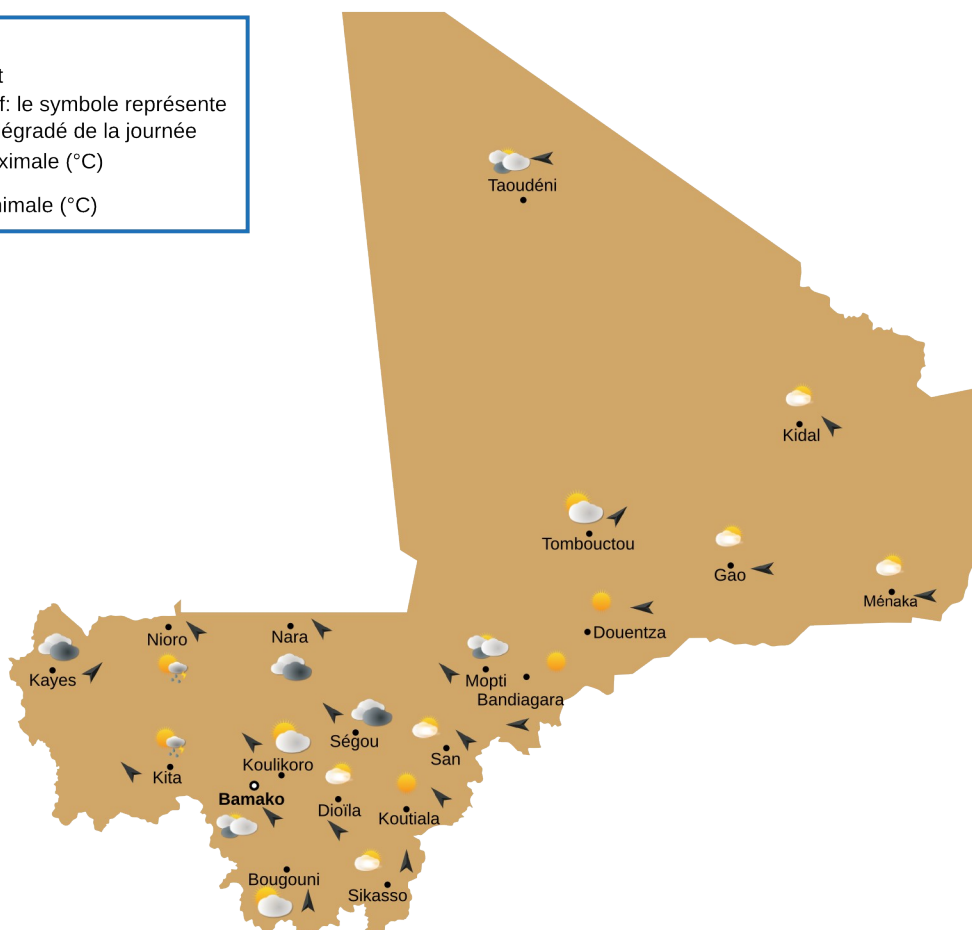 t
f: le symbole représente
égradé de la journée
ximale (°C)
nimale (°C)
Taoudéni
Kidal
Tombouctou
Gao
Ménaka
Douentza
Nioro
Nara
Kayes
Mopti
Bandiagara
Ségou
San
Koulikoro
Kita
Bamako
Dioïla
Koutiala
Bougouni
Sikasso